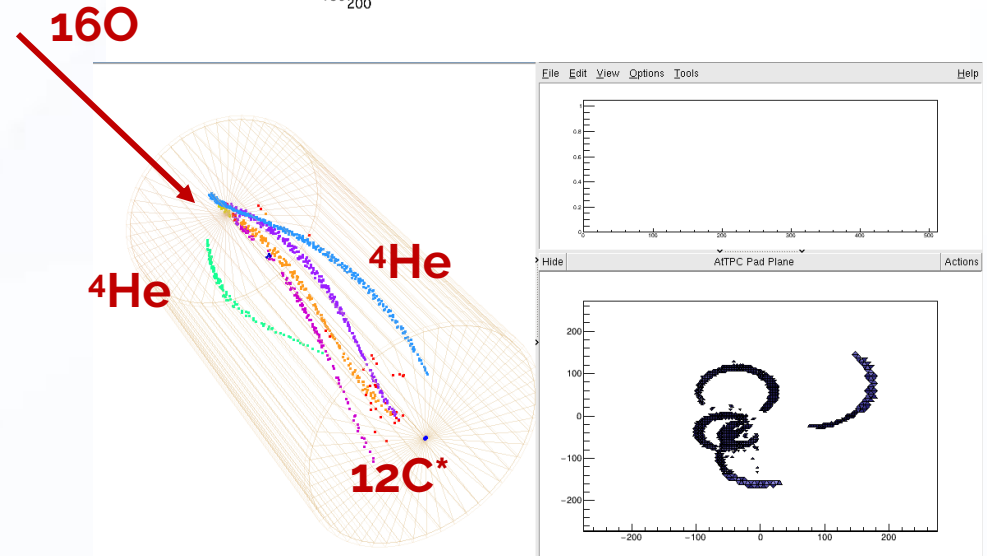 200
16O
File Edit View Options Tools Help
1
0.8
0.6
0.4
0.2
0
0 100 200 300 400 500
4He
4He
12C*
Hide AtTPC Pad Plane Actions
200
100
0
−100
−200
−200 −100 0 100 200